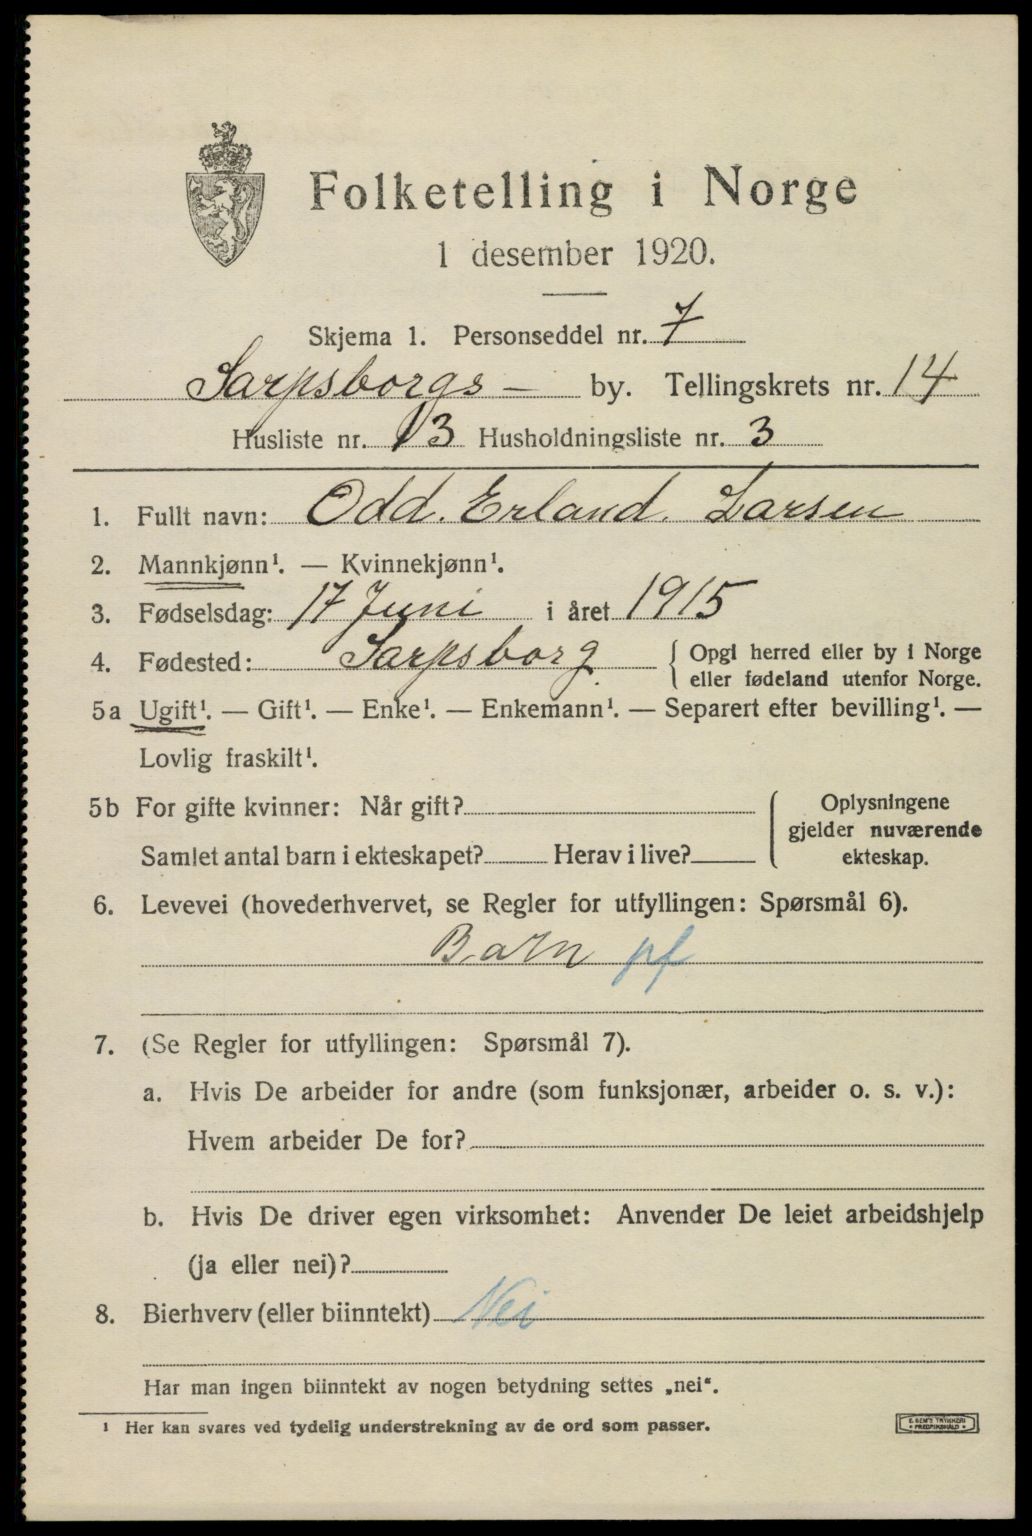 Folketelling i Norge
1 desember 1920.
Skjema 1. Personseddel nr. 7
Sarpsborgs – by. Tellingskrets nr. 14
Husliste nr. 13 Husholdningsliste nr. 3
1. Fullt navn: Odd. Erland. Larsen
2. Mannkjønn¹. — Kvinnekjønn¹.
3. Fødselsdag: 17 Juni i året 1915
4. Fødested: Sarpsborg. { Opgi herred eller by i Norge
eller fødeland utenfor Norge.
5a Ugift¹. — Gift¹. — Enke¹. — Enkemann¹. — Separert efter bevilling¹. —
Lovlig fraskilt¹.
5b For gifte kvinner: Når gift? Oplysningene
gjelder nuværende
Samlet antal barn i ekteskapet? Herav i live? ekteskap.
6. Levevei (hovederhvervet, se Regler for utfyllingen: Spørsmål 6).
Barn pf
7. (Se Regler for utfyllingen: Spørsmål 7).
a. Hvis De arbeider for andre (som funksjonær, arbeider o. s. v.):
Hvem arbeider De for?
b. Hvis De driver egen virksomhet: Anvender De leiet arbeidshjelp
(ja eller nei)?
8. Bierhverv (eller biinntekt) Nei
Har man ingen biinntekt av nogen betydning settes „nei“.
¹ Her kan svares ved tydelig understrekning av de ord som passer.
E. SEM'S TRYKKERI
FREDRIKSHALD